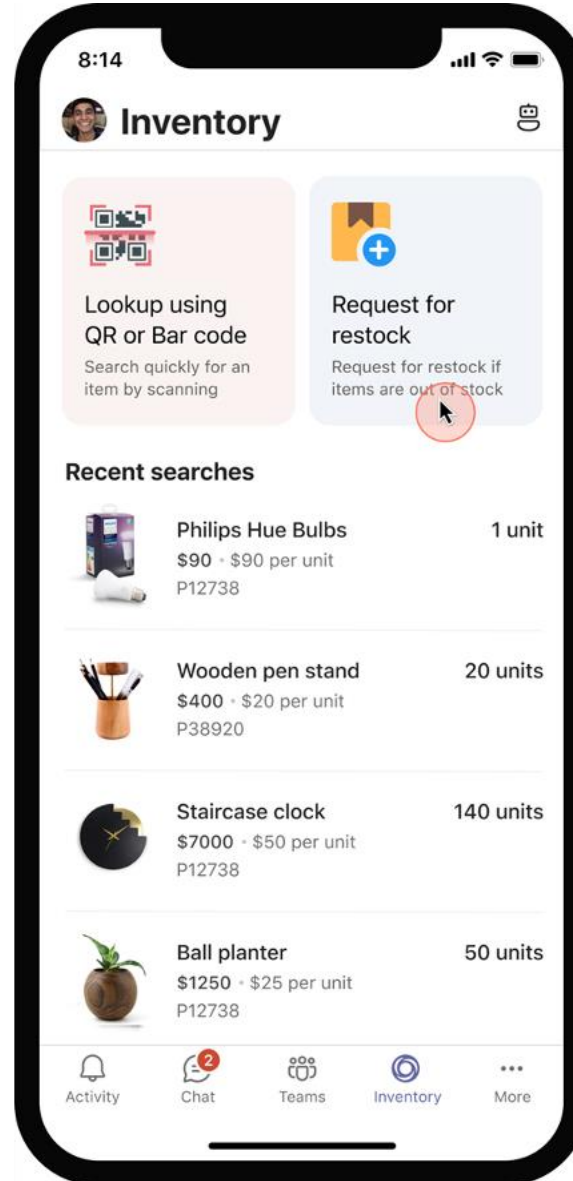 8:14
Inventory
Lookup using
QR or Bar code
Search quickly for an
item by scanning
Request for
restock
Request for restock if
items are out of stock
Recent searches
Philips Hue Bulbs 1 unit
$90 · $90 per unit
P12738
Wooden pen stand 20 units
$400 · $20 per unit
P38920
Staircase clock 140 units
$7000 · $50 per unit
P12738
Ball planter 50 units
$1250 · $25 per unit
P12738
2
Activity Chat Teams Inventory More